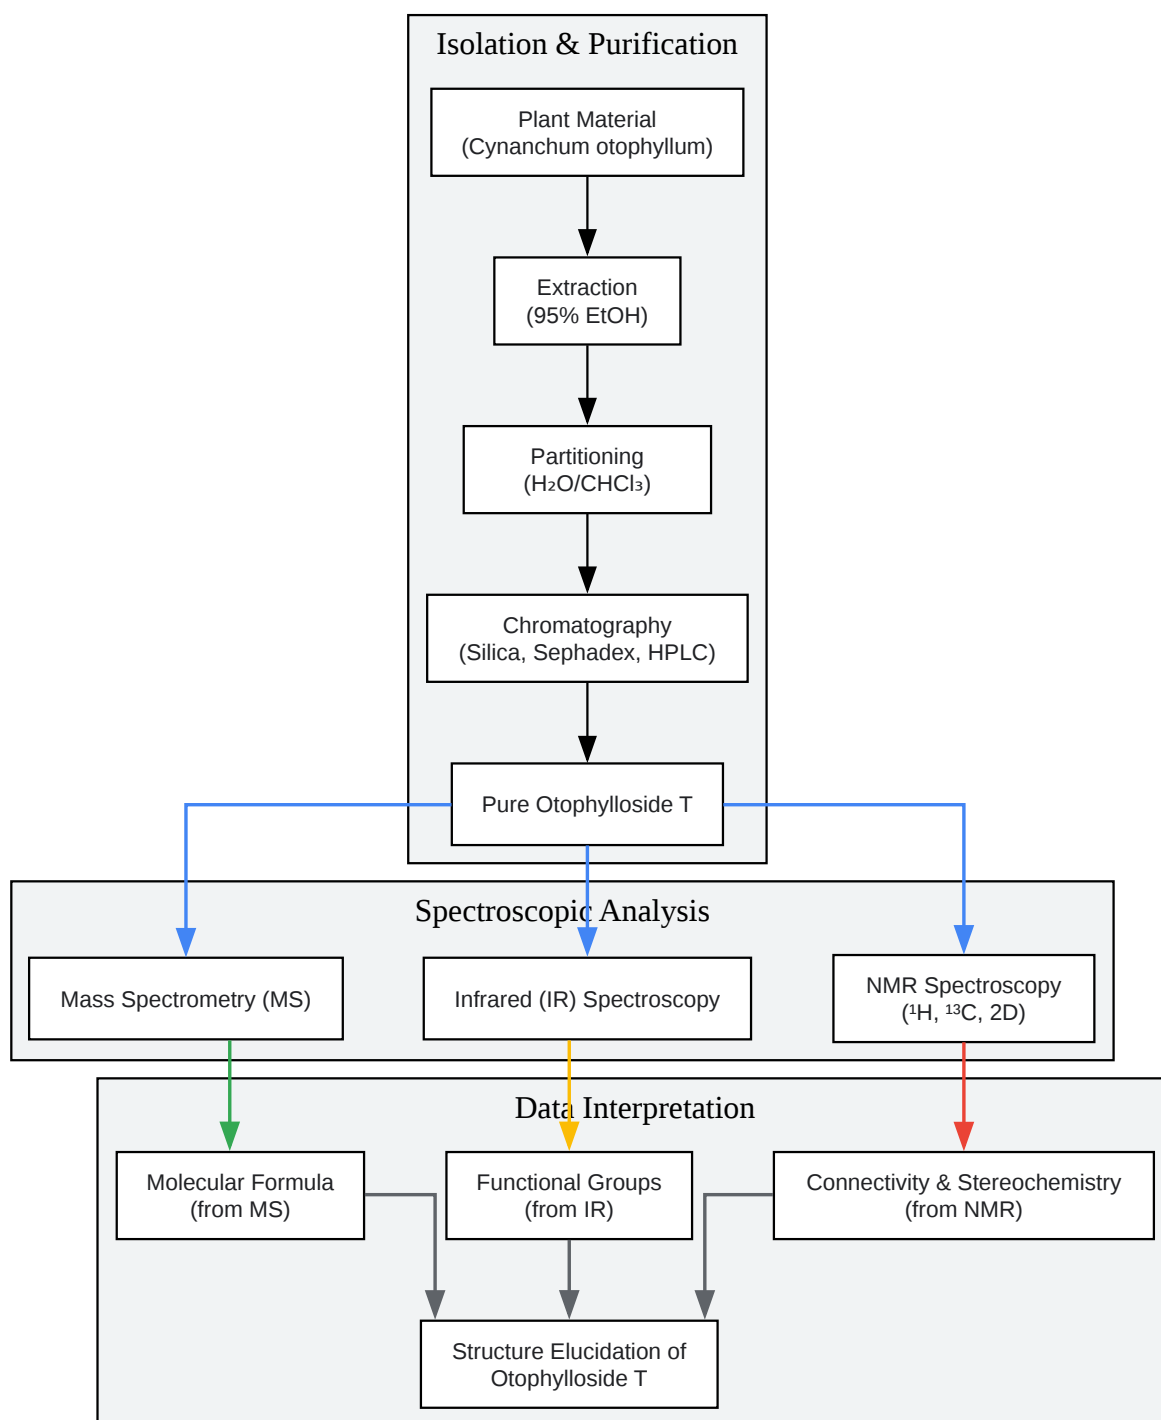 Isolation & Purification
Plant Material
(Cynanchum otophyllum)
Extraction
(95% EtOH)
Partitioning
(H₂O/CHCl₃)
Chromatography
(Silica, Sephadex, HPLC)
Pure Otophylloside T
Spectroscopic Analysis
Mass Spectrometry (MS)
Infrared (IR) Spectroscopy
NMR Spectroscopy
(¹H, ¹³C, 2D)
Data Interpretation
Molecular Formula
(from MS)
Functional Groups
(from IR)
Connectivity & Stereochemistry
(from NMR)
Structure Elucidation of
Otophylloside T